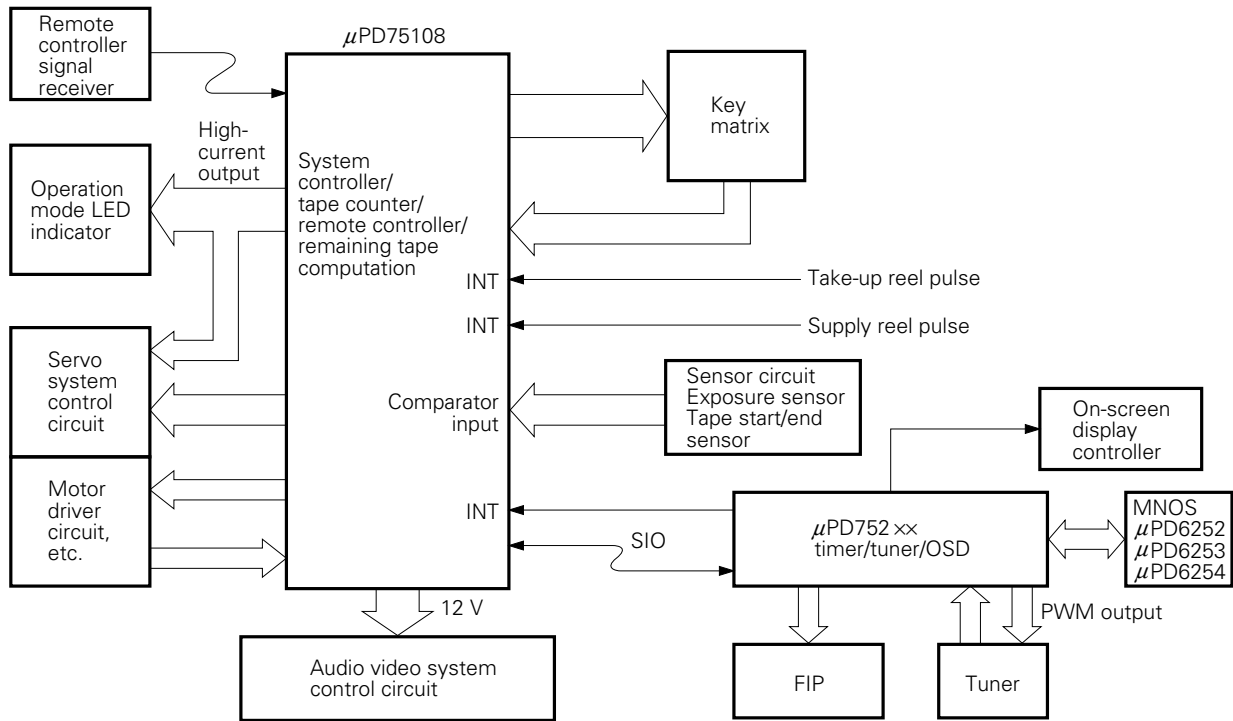 Remote
controller
signal
receiver
μPD75108
High-
current
output
Key
matrix
Operation
mode LED
indicator
System
controller/
tape counter/
remote controller/
remaining tape
computation
INT
Take-up reel pulse
INT
Supply reel pulse
Servo
system
control
circuit
Comparator
input
Sensor circuit
Exposure sensor
Tape start/end
sensor
On-screen
display
controller
Motor
driver
circuit,
etc.
INT
SIO
μPD752 ××
timer/tuner/OSD
MNOS
μPD6252
μPD6253
μPD6254
12 V
PWM output
Audio video system
control circuit
FIP
Tuner